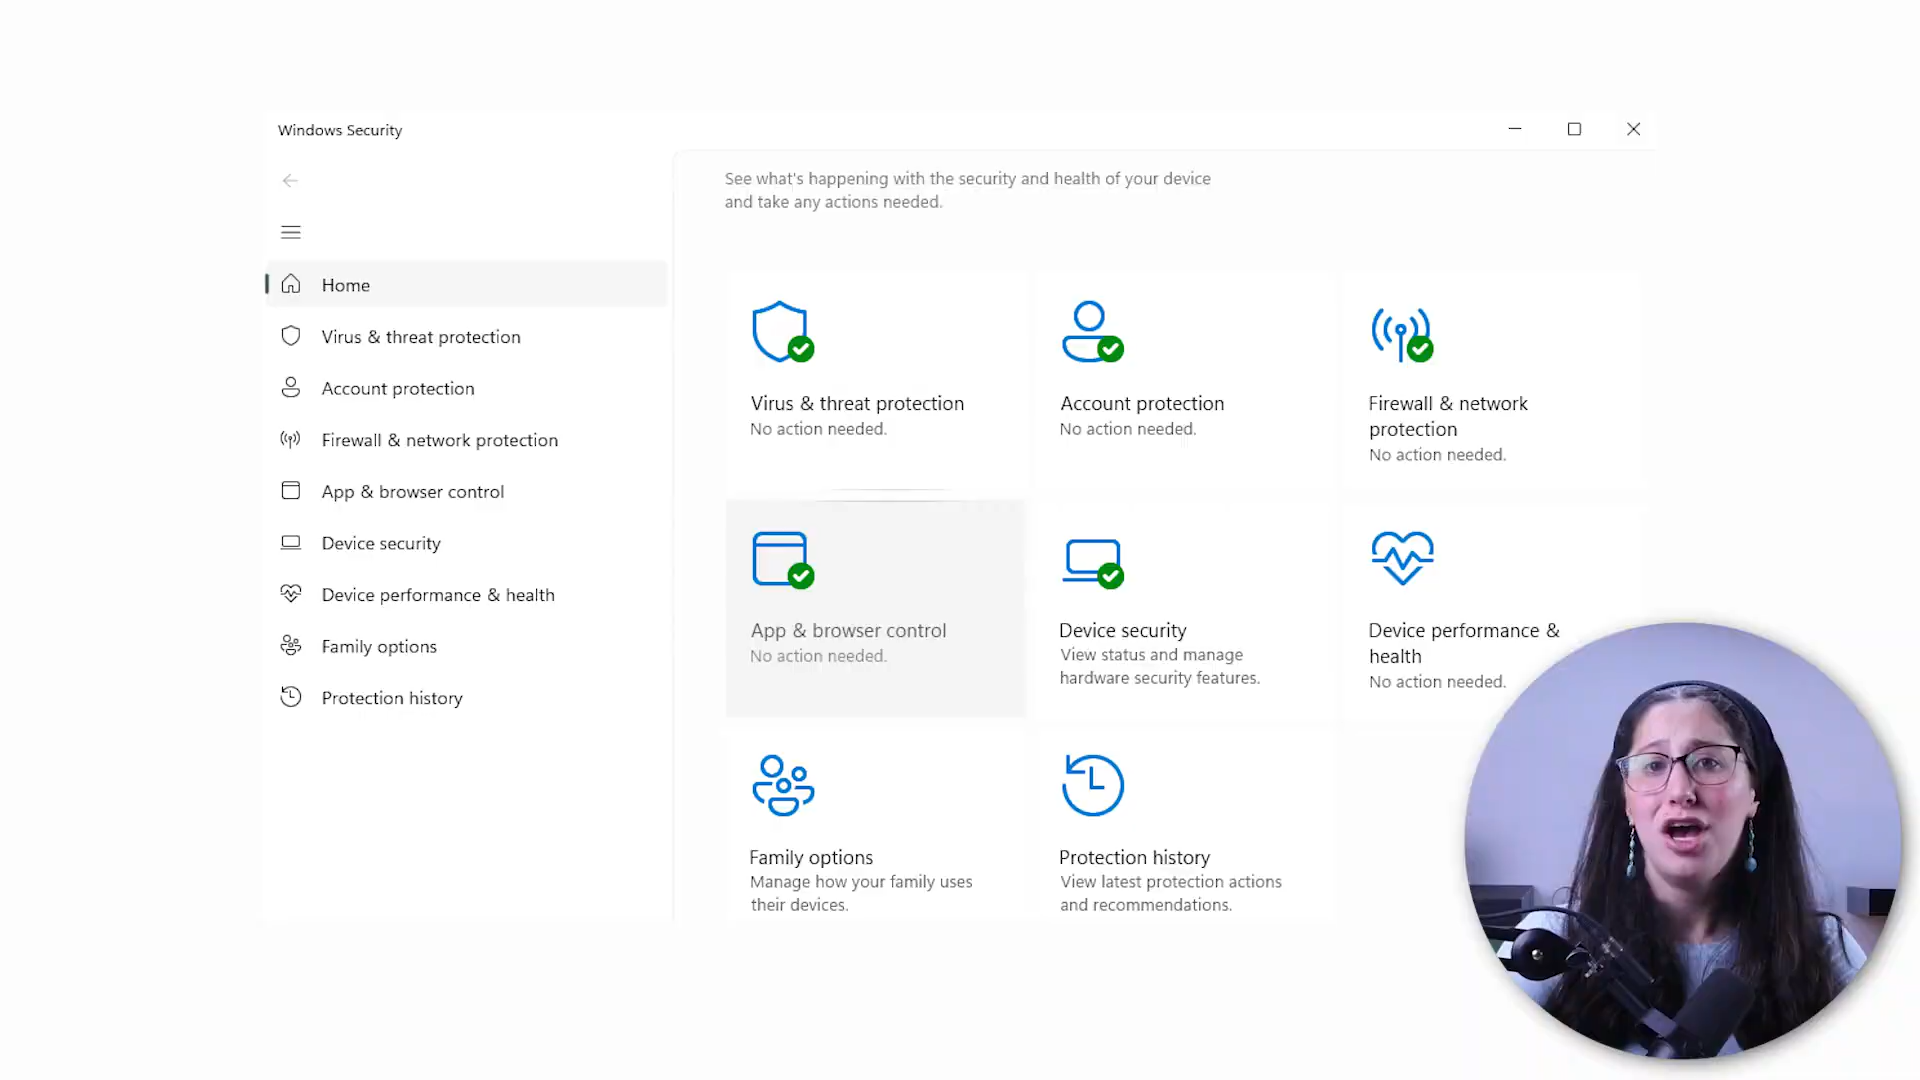 Windows Security
See what's happening with the security and health of your device
and take any actions needed.
Home
Virus & threat protection
Account protection
Firewall & network protection
App & browser control
Device security
Device performance & health
Family options
Protection history
Virus & threat protection
No action needed.
Account protection
No action needed.
Firewall & network
protection
No action needed.
App & browser control
No action needed.
Device security
View status and manage
hardware security features.
Device performance &
health
No action needed.
Family options
Manage how your family uses
their devices.
Protection history
View latest protection actions
and recommendations.